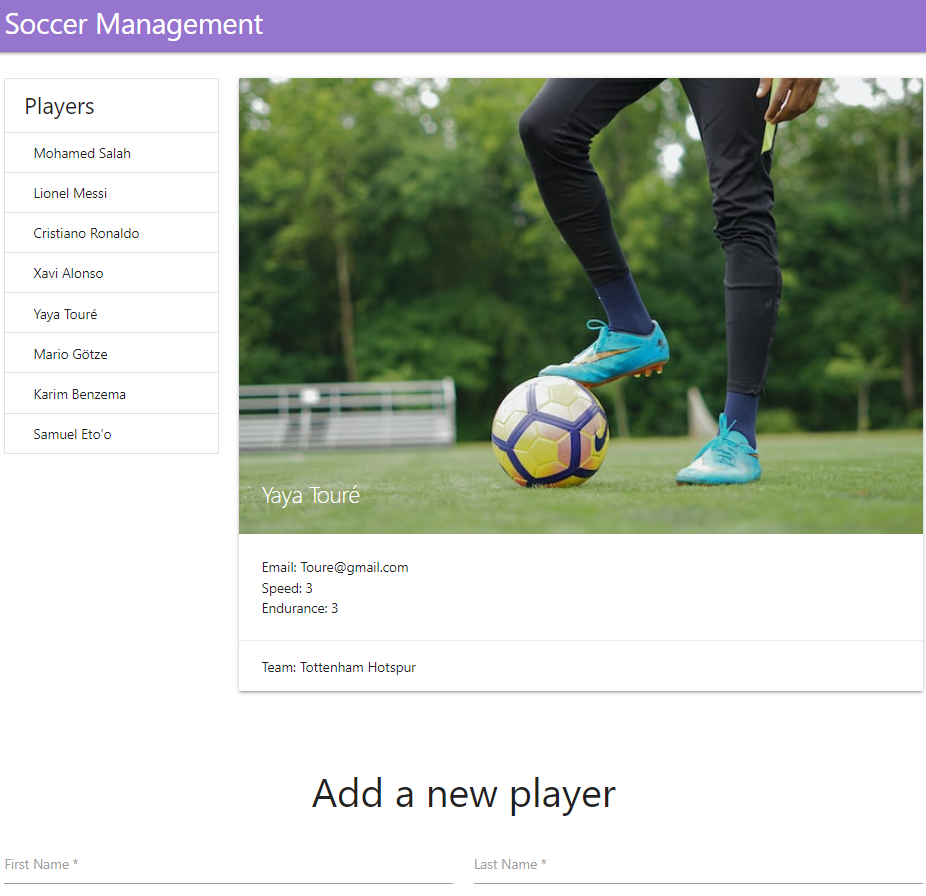 Soccer Management
Players
Mohamed Salah
Lionel Messi
Cristiano Ronaldo
Xavi Alonso
Yaya Touré
Mario Götze
Karim Benzema
Samuel Eto’o
Yaya Touré
Email: Toure@gmail.com
Speed: 3
Endurance: 3
Team: Tottenham Hotspur
Add a new player
First Name *
Last Name *